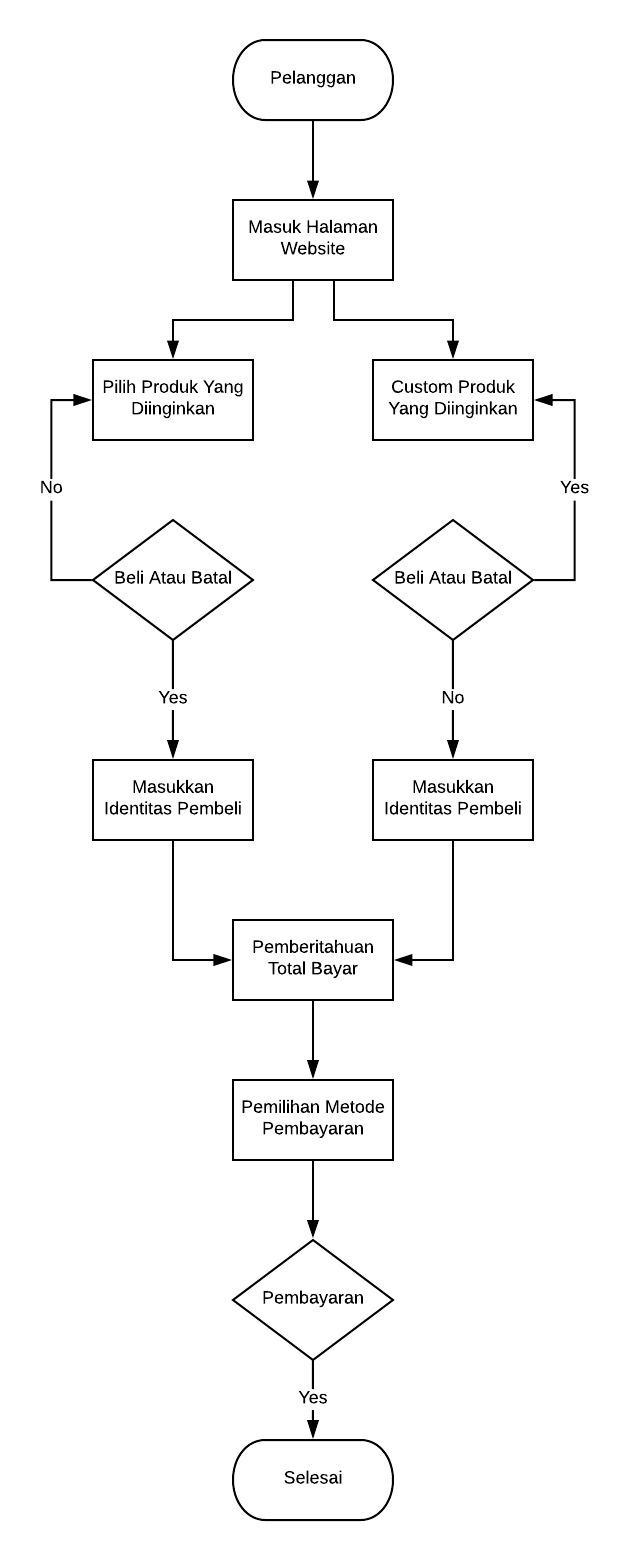 Pelanggan
Masuk Halaman
Website
Pilih Produk Yang
Diinginkan
Custom Produk
Yang Diinginkan
No
Yes
Beli Atau Batal
Beli Atau Batal
Yes
No
Masukkan
Identitas Pembeli
Masukkan
Identitas Pembeli
Pemberitahuan
Total Bayar
Pemilihan Metode
Pembayaran
Pembayaran
Yes
Selesai